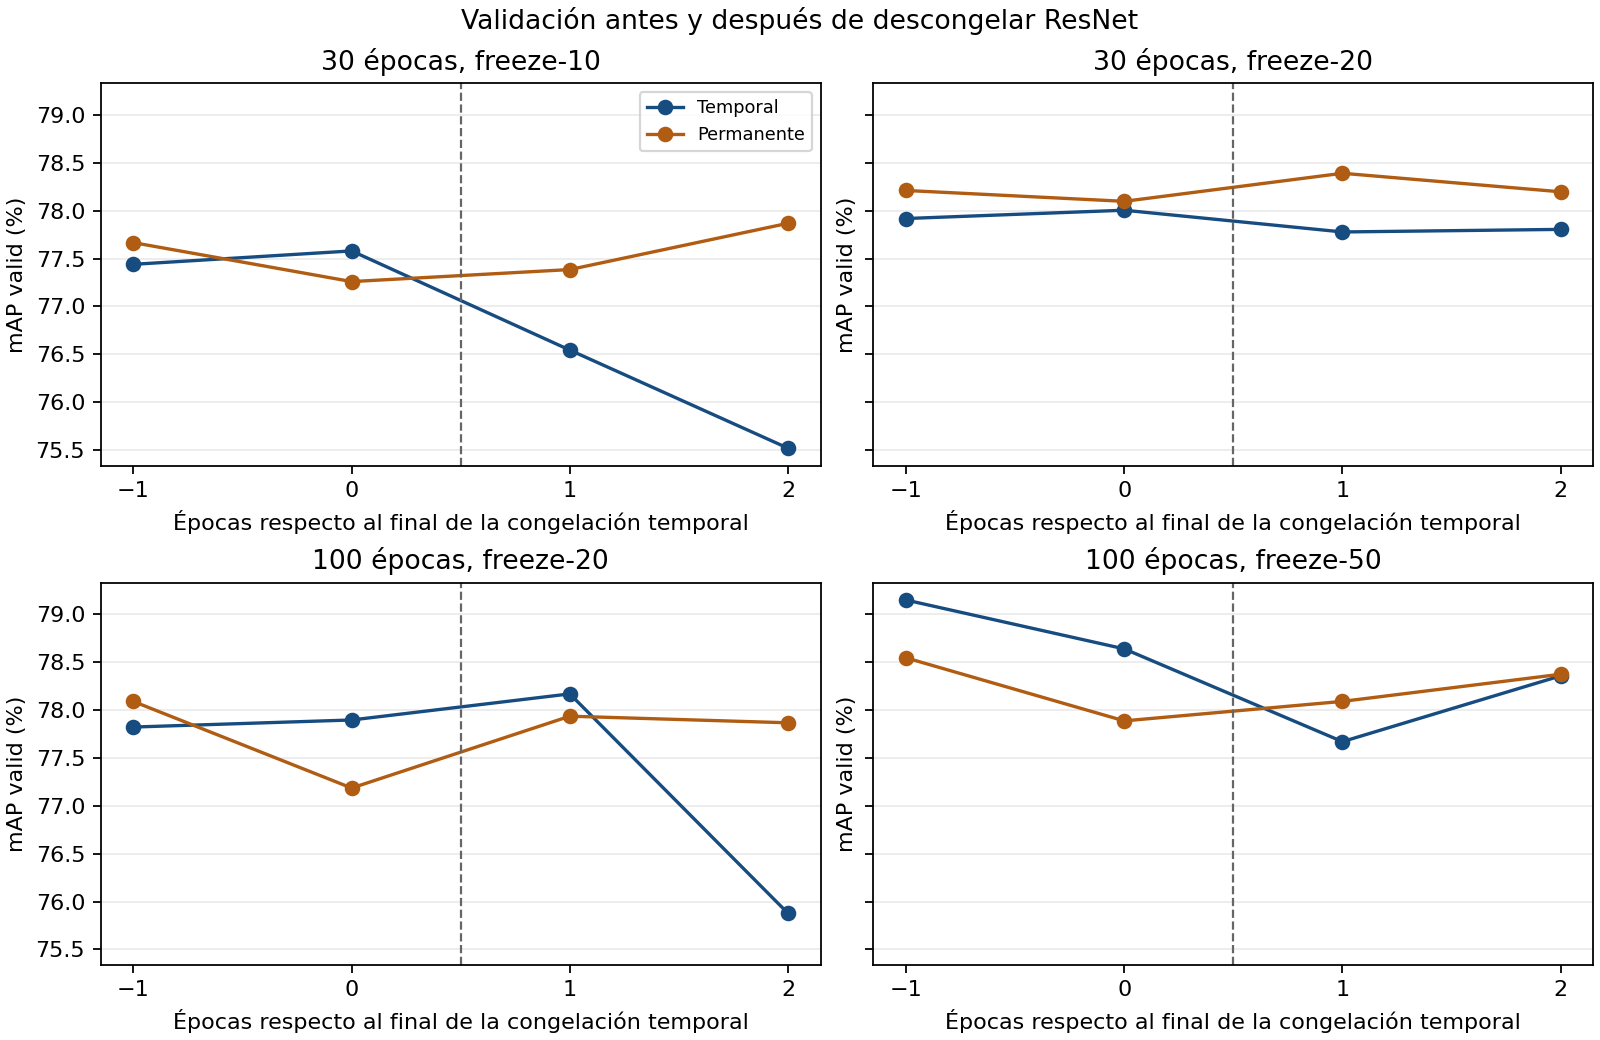 Validación antes y después de descongelar ResNet
30 épocas, freeze-10
mAP valid (%)
79.0
78.5
78.0
77.5
77.0
76.5
76.0
75.5
Temporal
Permanente
−1 0 1 2
Épocas respecto al final de la congelación temporal
30 épocas, freeze-20
mAP valid (%)
−1 0 1 2
Épocas respecto al final de la congelación temporal
100 épocas, freeze-20
mAP valid (%)
79.0
78.5
78.0
77.5
77.0
76.5
76.0
75.5
−1 0 1 2
Épocas respecto al final de la congelación temporal
100 épocas, freeze-50
mAP valid (%)
−1 0 1 2
Épocas respecto al final de la congelación temporal